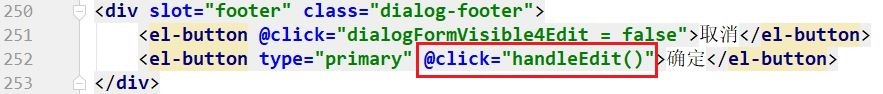 250 <div slot="footer" class="dialog-footer">
251 <el-button @click="dialogFormVisible4Edit = false">取消</el-button>
252 <el-button type="primary" @click="handleEdit()">确定</el-button>
253 </div>